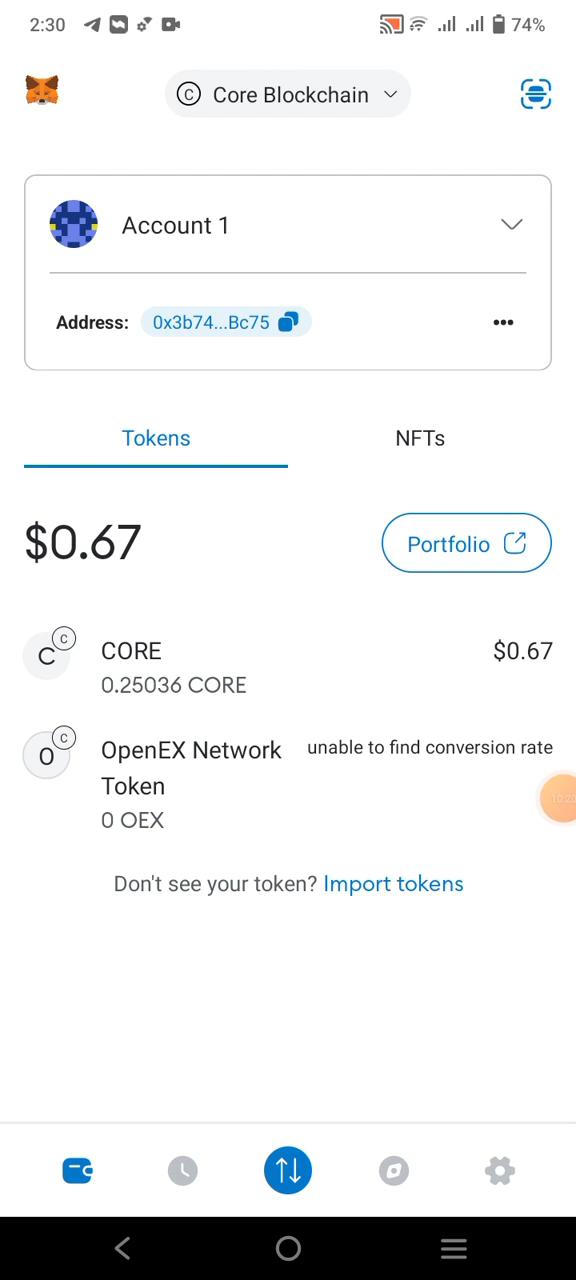 2:30 74%
C Core Blockchain
Account 1
Address: 0x3b74...Bc75
Tokens NFTs
$0.67 Portfolio
C C CORE $0.67
0.25036 CORE
O C OpenEX Network unable to find conversion rate
Token
0 OEX
Don't see your token? Import tokens